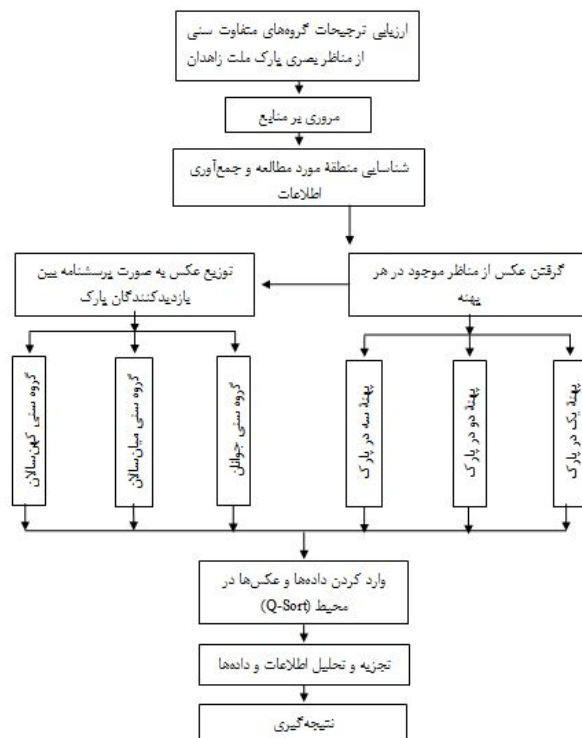 ارزیابی ترجیحات گروه‌های متفاوت سنی
از مناظر بصری پارک ملت زاهدان
مروری بر منابع
شناسایی منطقهٔ مورد مطالعه و جمع‌آوری
اطلاعات
گرفتن عکس از مناظر موجود در هر
پهنه
توزیع عکس به صورت پرسشنامه بین
بازدیدکنندگان پارک
پهنهٔ یک در پارک
پهنهٔ دو در پارک
پهنهٔ سه در پارک
گروه سنی جوانان
گروه سنی میان‌سالان
گروه سنی کهن‌سالان
وارد کردن داده‌ها و عکس‌ها در
محیط (Q-Sort)
تجزیه و تحلیل اطلاعات و داده‌ها
نتیجه‌گیری